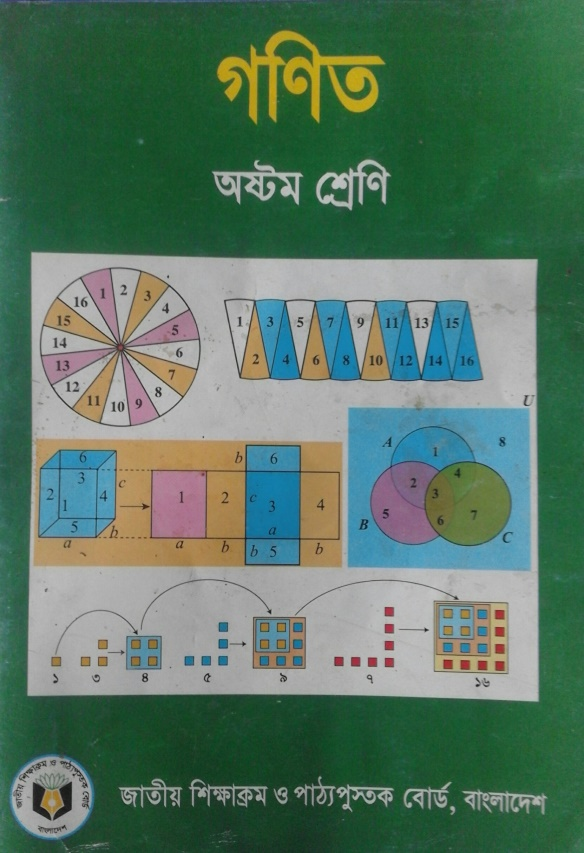 গণিত
অষ্টম শ্রেণি
1 2 3 4 5 6 7 8 9 10 11 12 13 14 15 16
1 3 5 7 9 11 13 15
2 4 6 8 10 12 14 16
U
A 1 8
2 4
3
B 5 6 7 C
6 b 6
2 3 4 c
1 1 2 c 3 4
5 a
a b a b b 5 b
১ ৩ ৪ ৫ ৯ ৭ ১৬
জাতীয় শিক্ষাক্রম ও পাঠ্যপুস্তক বোর্ড, বাংলাদেশ
জাতীয় শিক্ষাক্রম ও পাঠ্যপুস্তক বোর্ড
বাংলাদেশ